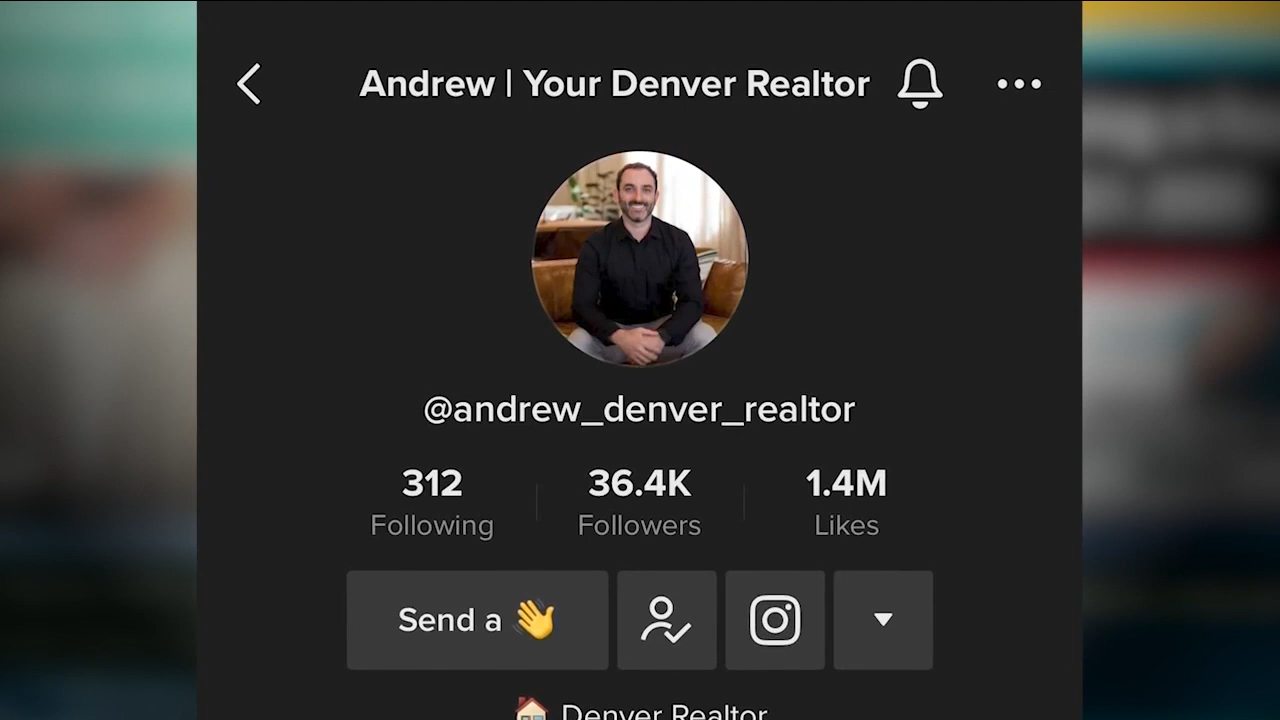 Andrew | Your Denver Realtor
@andrew_denver_realtor
312 36.4K 1.4M
Following Followers Likes
Send a 👋
🏠 Denver Realtor